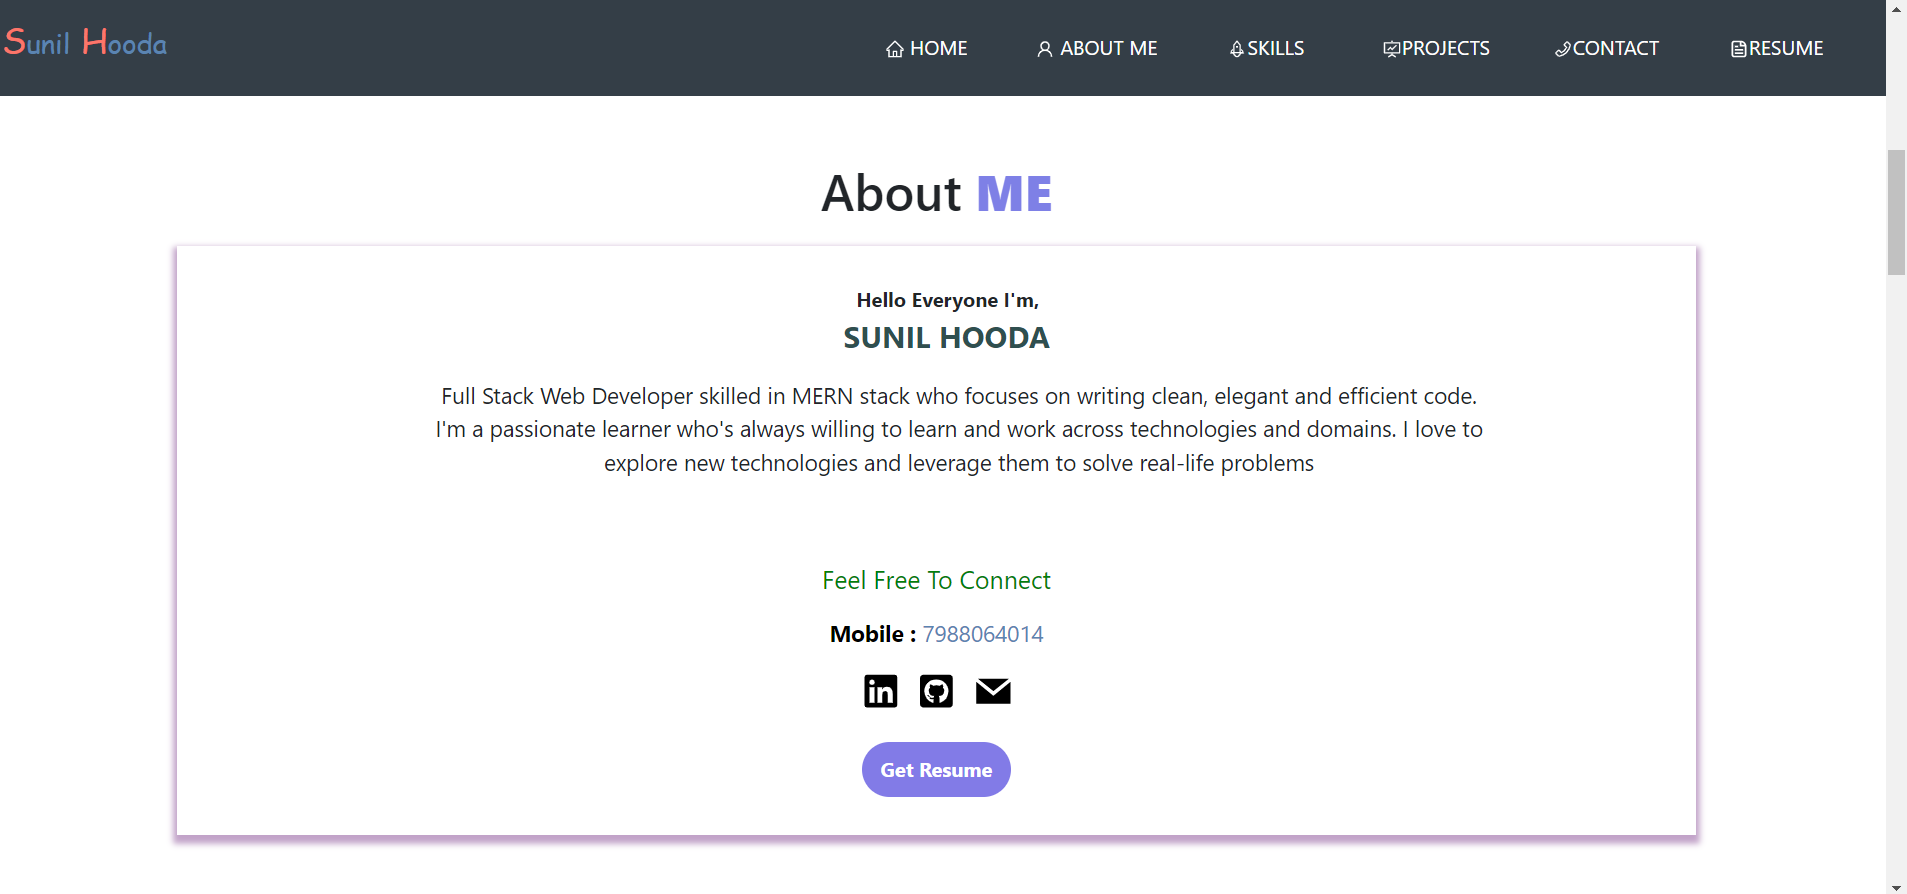 Sunil Hooda
HOME
ABOUT ME
SKILLS
PROJECTS
CONTACT
RESUME
About ME
Hello Everyone I'm,
SUNIL HOODA
Full Stack Web Developer skilled in MERN stack who focuses on writing clean, elegant and efficient code.
I'm a passionate learner who's always willing to learn and work across technologies and domains. I love to
explore new technologies and leverage them to solve real-life problems
Feel Free To Connect
Mobile : 7988064014
in
Get Resume